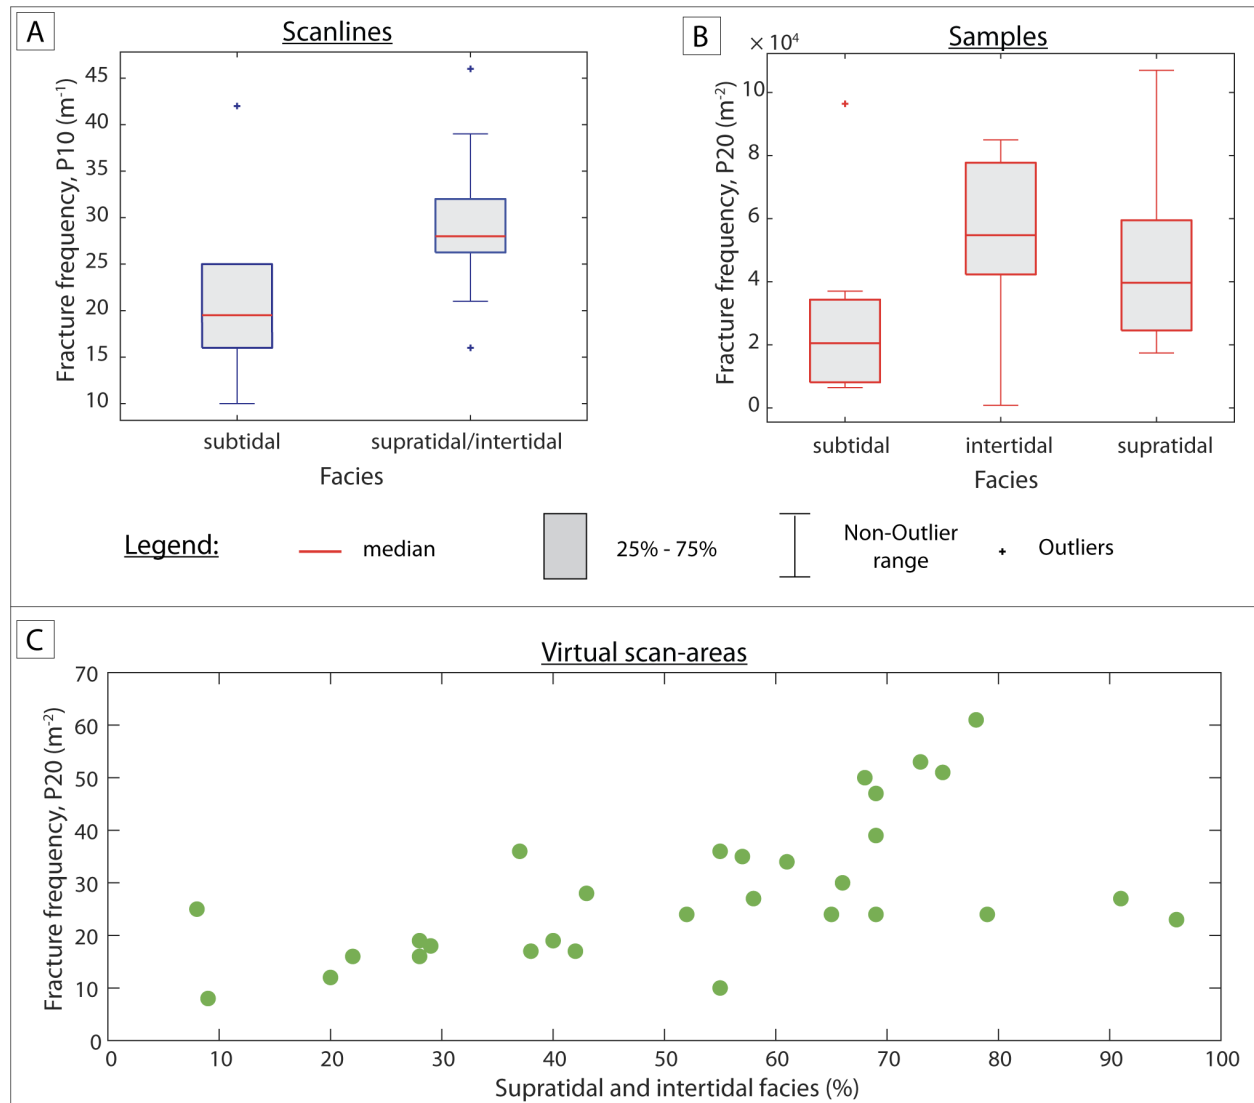 A
Scanlines
Fracture frequency, P10 (m⁻¹)
45
40
35
30
25
20
15
10
subtidal
supratidal/intertidal
Facies
B
× 10⁴
Samples
Fracture frequency, P20 (m⁻²)
10
8
6
4
2
0
subtidal
intertidal
supratidal
Facies
Legend:
median
25% - 75%
Non-Outlier
range
Outliers
C
Virtual scan-areas
Fracture frequency, P20 (m⁻²)
70
60
50
40
30
20
10
0
0 10 20 30 40 50 60 70 80 90 100
Supratidal and intertidal facies (%)